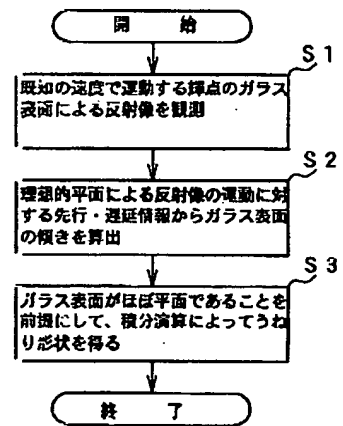 開　始
S1
既知の速度で運動する輝点のガラス
表面による反射像を観測
S2
理想的平面による反射像の運動に対
する先行・遅延情報からガラス表面
の傾きを算出
S3
ガラス表面がほぼ平面であることを
前提にして、積分演算によってうね
り形状を得る
終　了